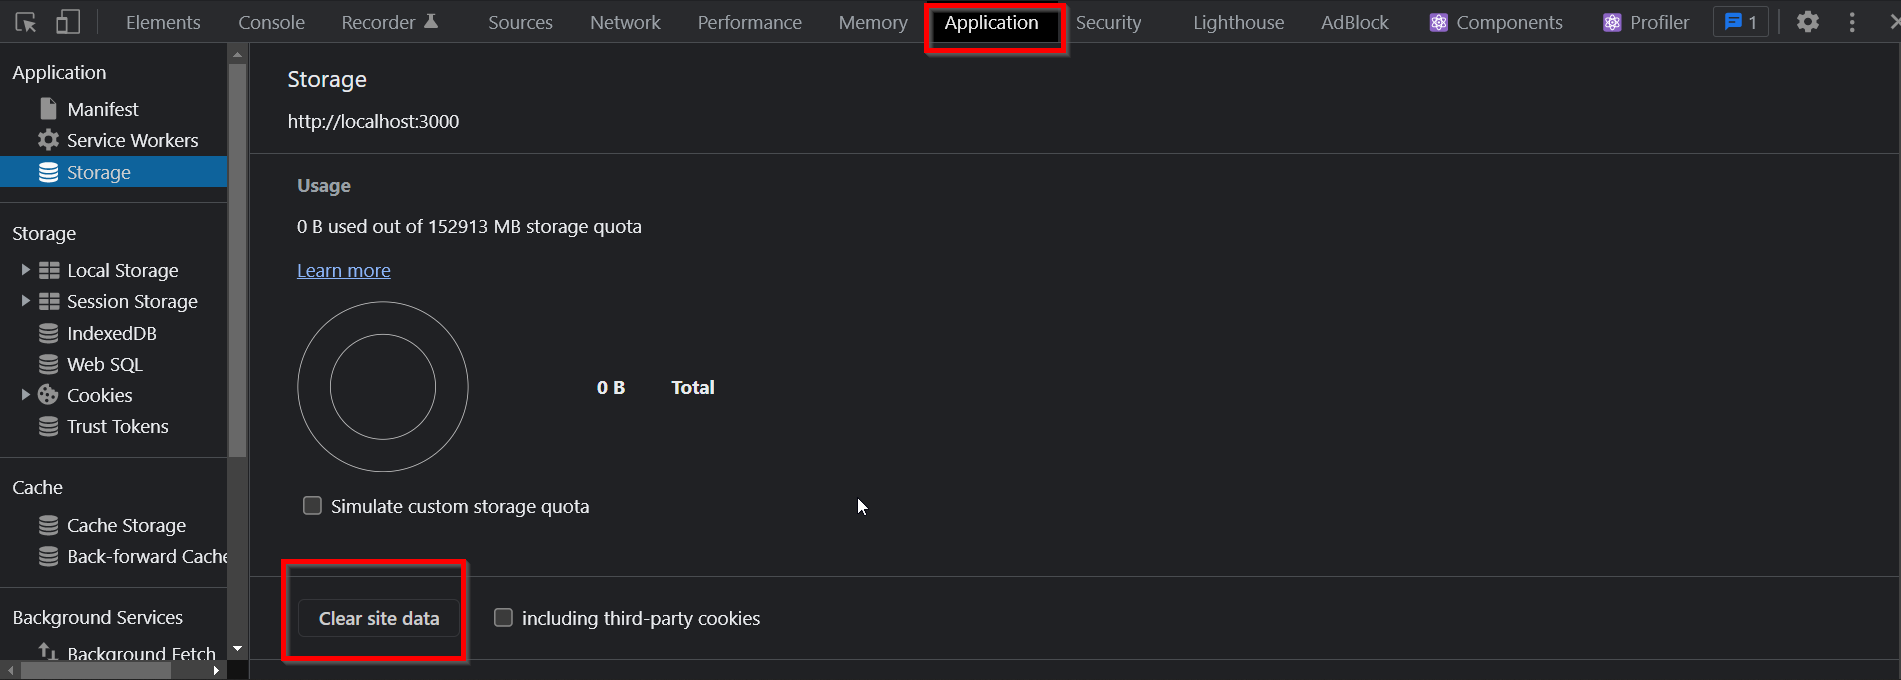 Elements Console Recorder Sources Network Performance Memory Application Security Lighthouse AdBlock Components Profiler 1
Application
Manifest
Service Workers
Storage
Storage
Local Storage
Session Storage
IndexedDB
Web SQL
Cookies
Trust Tokens
Cache
Cache Storage
Back-forward Cache
Background Services
Background Fetch
Storage
http://localhost:3000
Usage
0 B used out of 152913 MB storage quota
Learn more
0 B Total
Simulate custom storage quota
Clear site data including third-party cookies